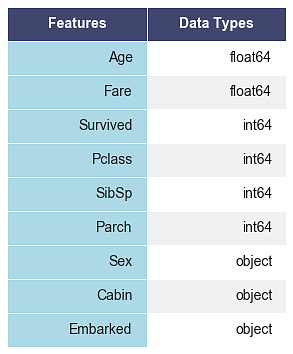 Features Data Types
Age float64
Fare float64
Survived int64
Pclass int64
SibSp int64
Parch int64
Sex object
Cabin object
Embarked object